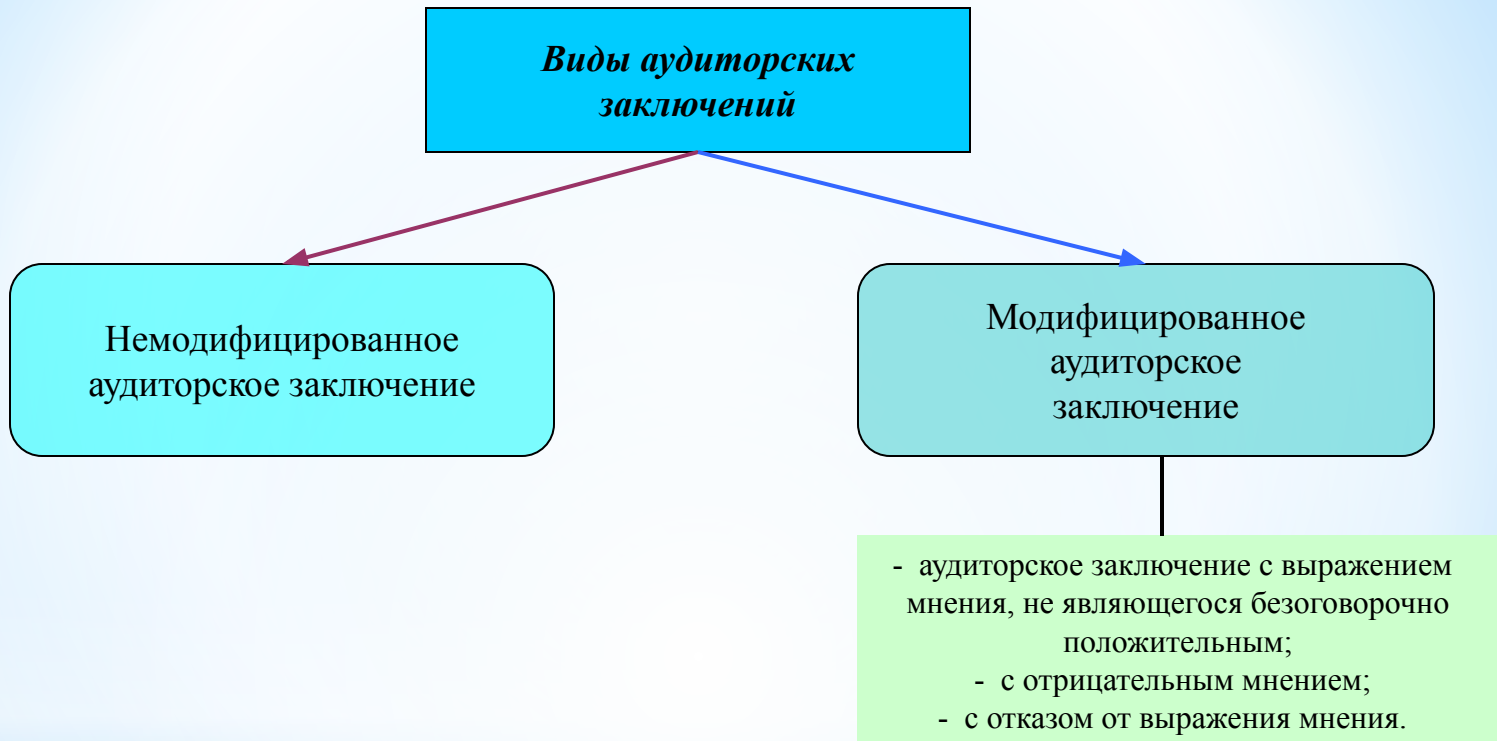 Виды аудиторских
заключений
Немодифицированное
аудиторское заключение
Модифицированное
аудиторское
заключение
- аудиторское заключение с выражением
мнения, не являющегося безоговорочно
положительным;
- с отрицательным мнением;
- с отказом от выражения мнения.